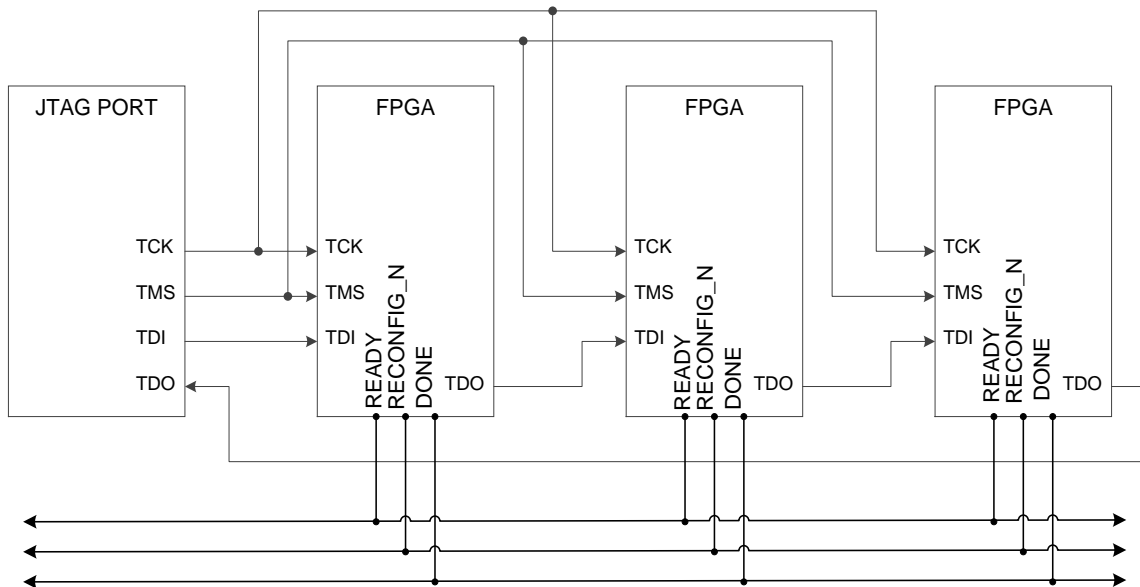 JTAG PORT
FPGA
FPGA
FPGA
TCK
TCK
TCK
TCK
TMS
TMS
TMS
TMS
TDI
TDI
TDI
TDI
TDO
TDO
TDO
TDO
READY
RECONFIG_N
DONE
READY
RECONFIG_N
DONE
READY
RECONFIG_N
DONE